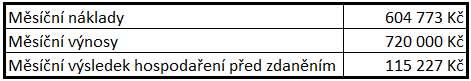 Měsíční náklady 604 773 Kč
Měsíční výnosy 720 000 Kč
Měsíční výsledek hospodaření před zdaněním 115 227 Kč